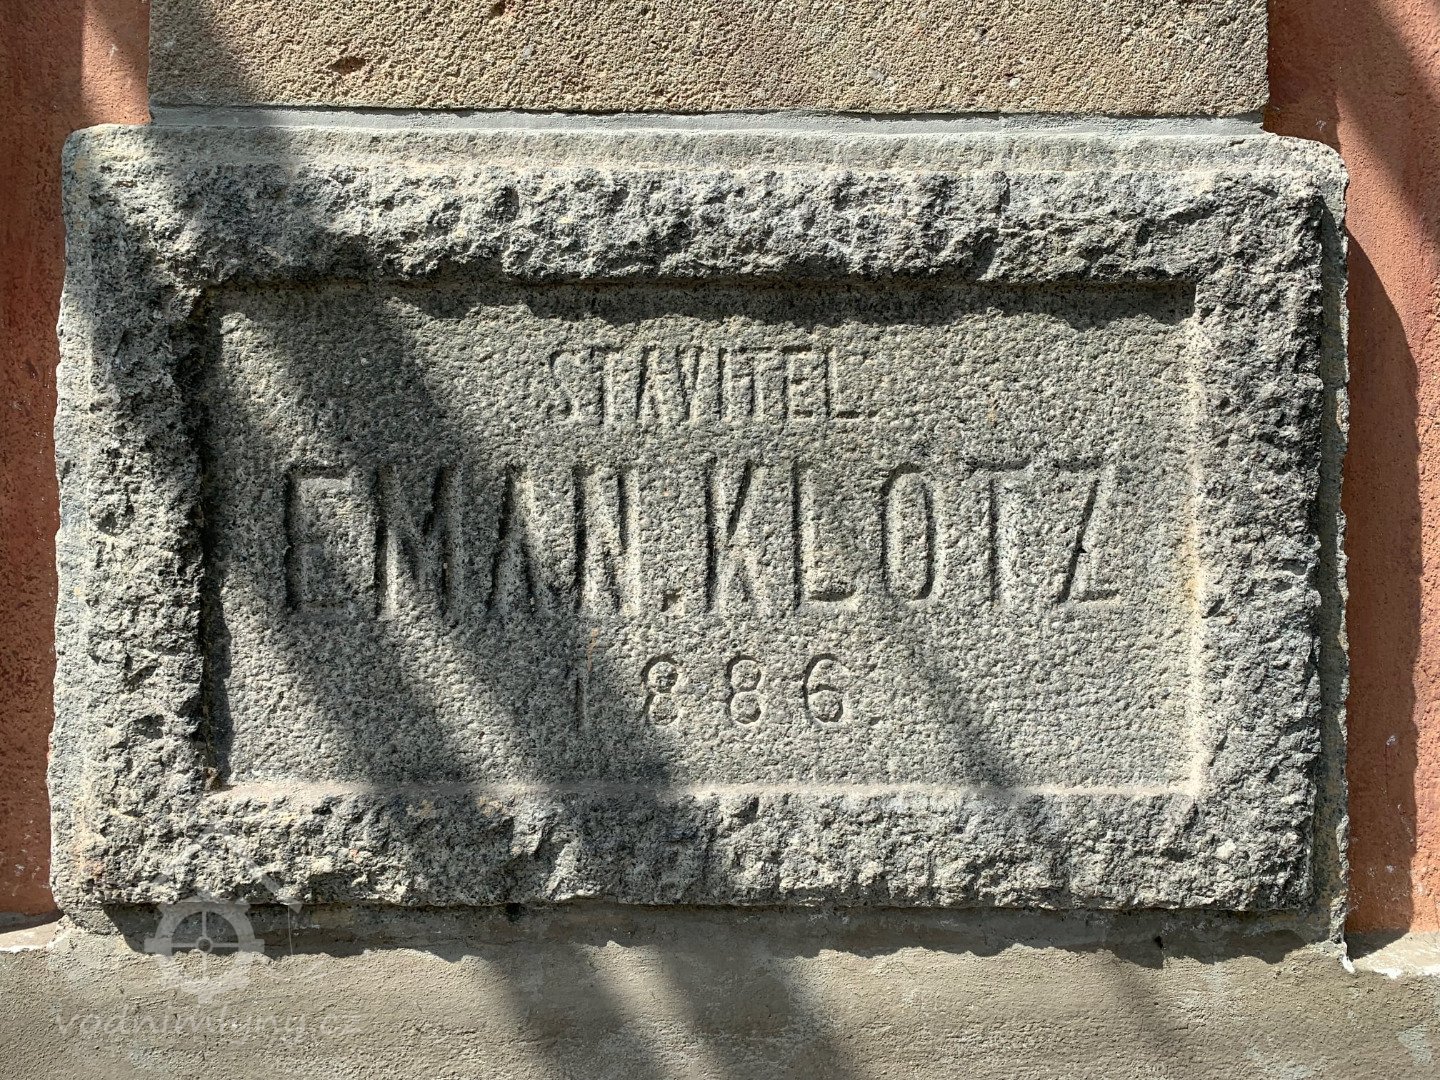 STAVITEL
EMAN. KLOTZ
1886
vodnimlyny.cz